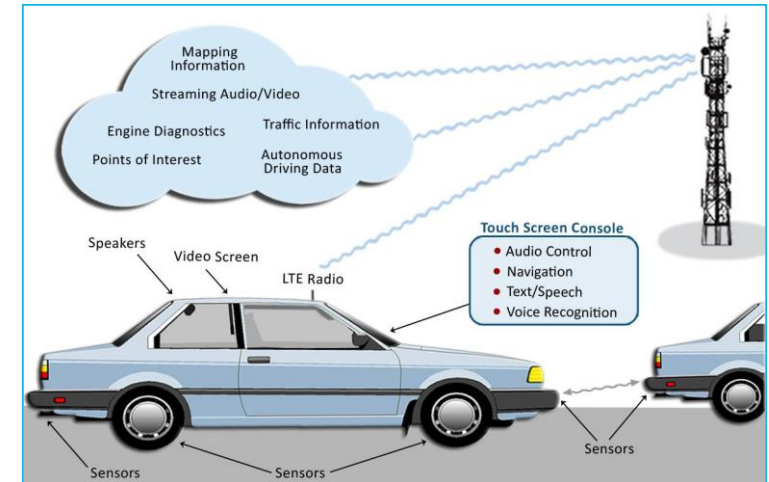 Mapping
Information
Streaming Audio/Video
Engine Diagnostics
Traffic Information
Points of Interest
Autonomous
Driving Data
Speakers
Video Screen
LTE Radio
Touch Screen Console
Audio Control
Navigation
Text/Speech
Voice Recognition
Sensors
Sensors
Sensors